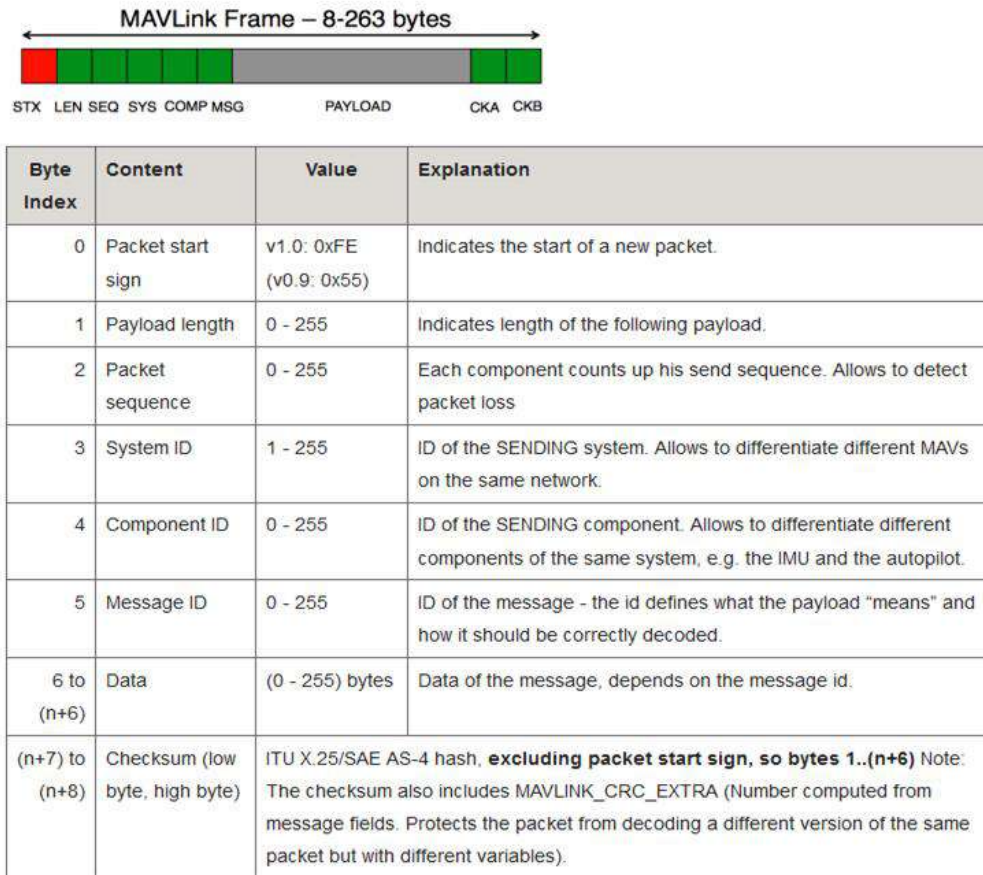 MAVLink Frame – 8-263 bytes
STX LEN SEQ SYS COMP MSG PAYLOAD CKA CKB
Byte Index Content Value Explanation
0 Packet start sign v1.0: 0xFE (v0.9: 0x55) Indicates the start of a new packet.
1 Payload length 0 - 255 Indicates length of the following payload.
2 Packet sequence 0 - 255 Each component counts up his send sequence. Allows to detect
packet loss
3 System ID 1 - 255 ID of the SENDING system. Allows to differentiate different MAVs
on the same network.
4 Component ID 0 - 255 ID of the SENDING component. Allows to differentiate different
components of the same system, e.g. the IMU and the autopilot.
5 Message ID 0 - 255 ID of the message - the id defines what the payload “means” and
how it should be correctly decoded.
6 to (n+6) Data (0 - 255) bytes Data of the message, depends on the message id.
(n+7) to (n+8) Checksum (low byte, high byte) ITU X.25/SAE AS-4 hash, excluding packet start sign, so bytes 1..(n+6) Note:
The checksum also includes MAVLINK_CRC_EXTRA (Number computed from
message fields. Protects the packet from decoding a different version of the same
packet but with different variables).